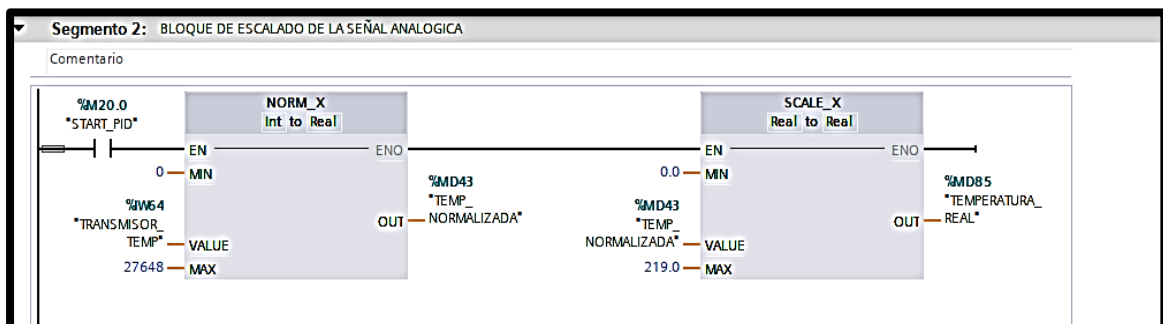 Segmento 2: BLOQUE DE ESCALADO DE LA SEÑAL ANALOGICA
Comentario
%M20.0
"START_PID"
NORM_X
Int to Real
EN
ENO
0
MIN
%IW64
"TRANSMISOR_
TEMP"
VALUE
27648
MAX
%MD43
"TEMP_
NORMALIZADA"
OUT
SCALE_X
Real to Real
EN
ENO
0.0
MIN
%MD43
"TEMP_
NORMALIZADA"
VALUE
219.0
MAX
%MD85
"TEMPERATURA_
REAL"
OUT